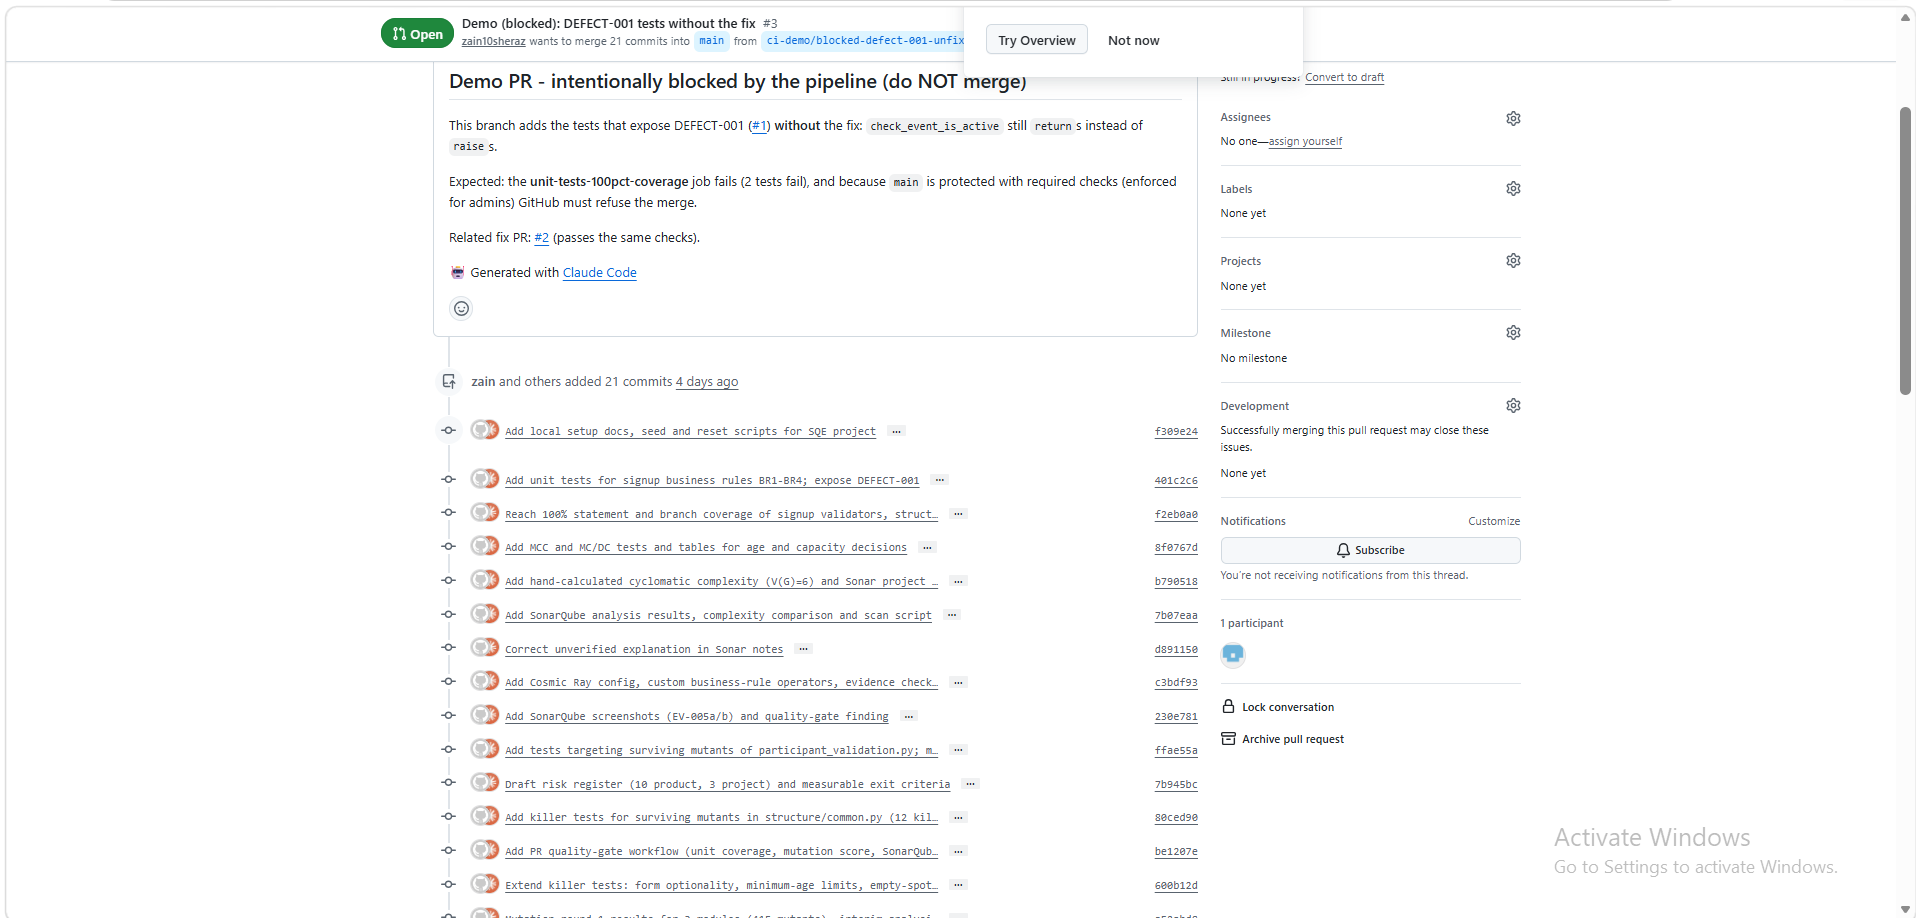 Open
Demo (blocked): DEFECT-001 tests without the fix #3
zain10sheraz wants to merge 21 commits into main from ci-demo/blocked-defect-001-unfix
Try Overview
Not now
Demo PR - intentionally blocked by the pipeline (do NOT merge)
This branch adds the tests that expose DEFECT-001 (#1) without the fix: check_event_is_active still return s instead of
raise s.
Expected: the unit-tests-100pct-coverage job fails (2 tests fail), and because main is protected with required checks (enforced
for admins) GitHub must refuse the merge.
Related fix PR: #2 (passes the same checks).
Generated with Claude Code
zain and others added 21 commits 4 days ago
Add local setup docs, seed and reset scripts for SQE project ... f309e24
Add unit tests for signup business rules BR1-BR4; expose DEFECT-001 ... 401c2c6
Reach 100% statement and branch coverage of signup validators, struct… ... f2eb0a0
Add MCC and MC/DC tests and tables for age and capacity decisions ... 8f0767d
Add hand-calculated cyclomatic complexity (V(G)=6) and Sonar project … ... b790518
Add SonarQube analysis results, complexity comparison and scan script ... 7b07eaa
Correct unverified explanation in Sonar notes ... d891150
Add Cosmic Ray config, custom business-rule operators, evidence check… ... c3bdf93
Add SonarQube screenshots (EV-005a/b) and quality-gate finding ... 230e781
Add tests targeting surviving mutants of participant_validation.py; m… ... ffae55a
Draft risk register (10 product, 3 project) and measurable exit criteria ... 7b945bc
Add killer tests for surviving mutants in structure/common.py (12 kil… ... 80ced90
Add PR quality-gate workflow (unit coverage, mutation score, SonarQub… ... be1207e
Extend killer tests: form optionality, minimum-age limits, empty-spot… ... 600b12d
Still in progress? Convert to draft
Assignees
No one—assign yourself
Labels
None yet
Projects
None yet
Milestone
No milestone
Development
Successfully merging this pull request may close these
issues.
None yet
Notifications
Customize
Subscribe
You're not receiving notifications from this thread.
1 participant
Lock conversation
Archive pull request
Activate Windows
Go to Settings to activate Windows.